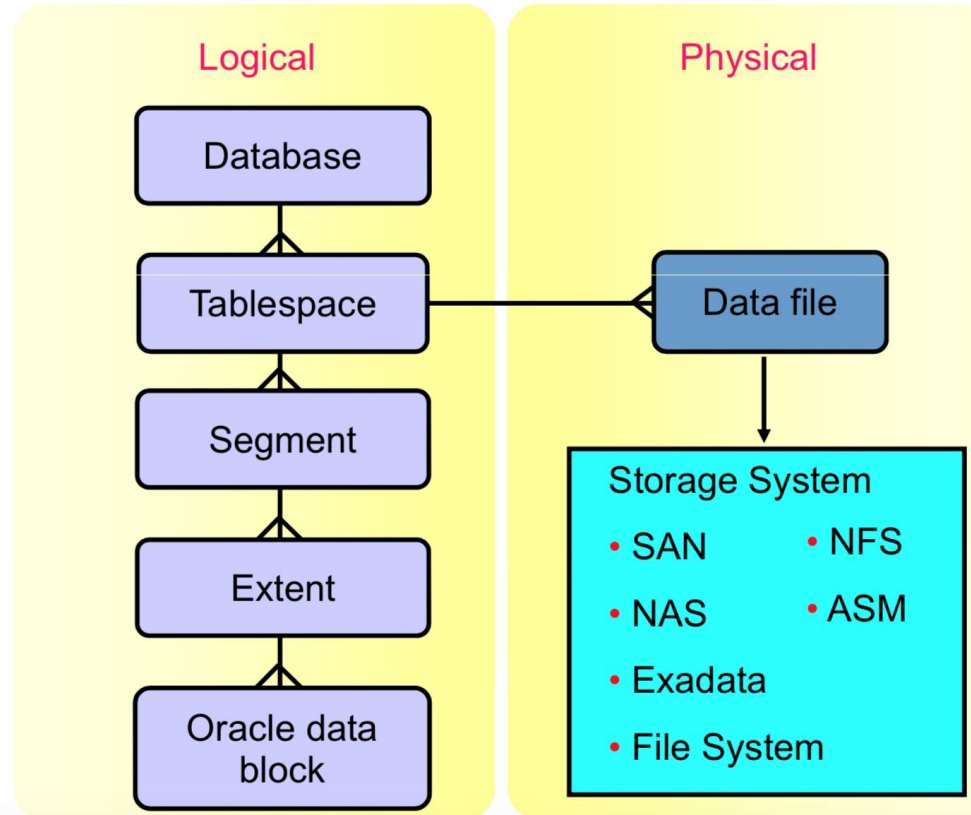 Logical
Database
Tablespace
Segment
Extent
Oracle data
block
Physical
Data file
Storage System
• SAN
• NFS
• NAS
• ASM
• Exadata
• File System